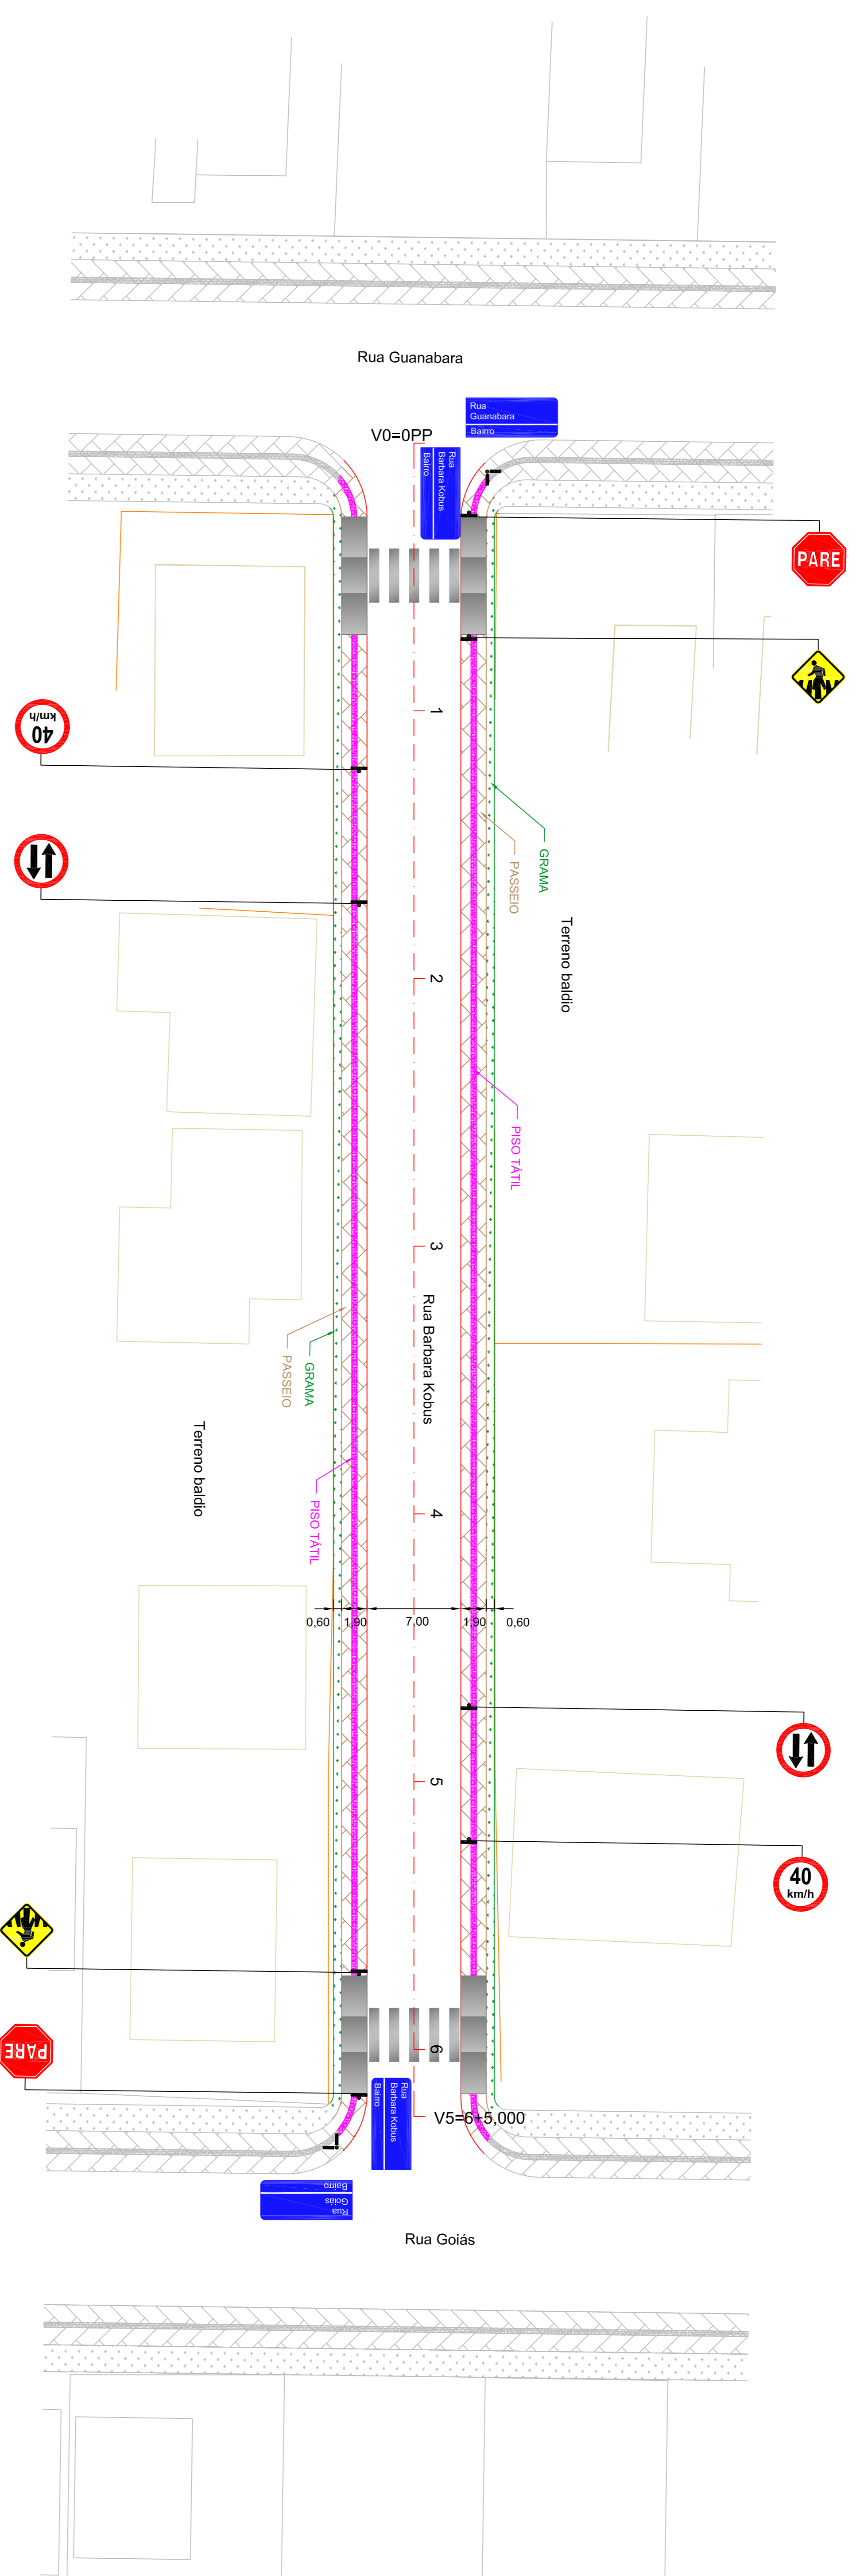 Rua Guanabara
V0=0PP
Rua
Guanabara
Bairro
Rua
Barbara Kobus
Bairro
PARE
40
km/h
1
GRAMA
PASSEIO
Terreno baldio
2
PISO TÁTIL
3
Rua Barbara Kobus
GRAMA
PASSEIO
Terreno baldio
PISO TÁTIL
4
0,60
1,90
7,00
1,90
0,60
5
40
km/h
6
PARE
Rua
Barbara Kobus
Bairro
V5=6+5,000
Rua
Goiás
Bairro
Rua Goiás